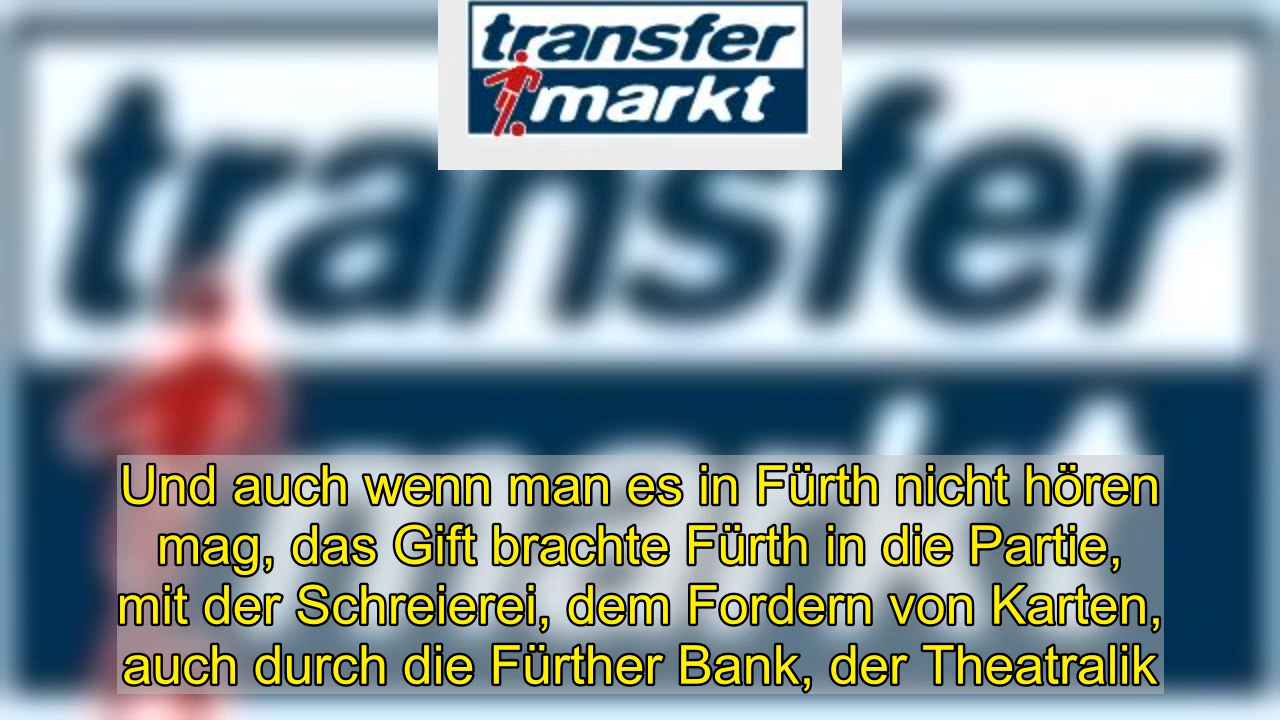 transfer
markt
transfer
Und auch wenn man es in Fürth nicht hören
mag, das Gift brachte Fürth in die Partie,
mit der Schreierei, dem Fordern von Karten,
auch durch die Fürther Bank, der Theatralik